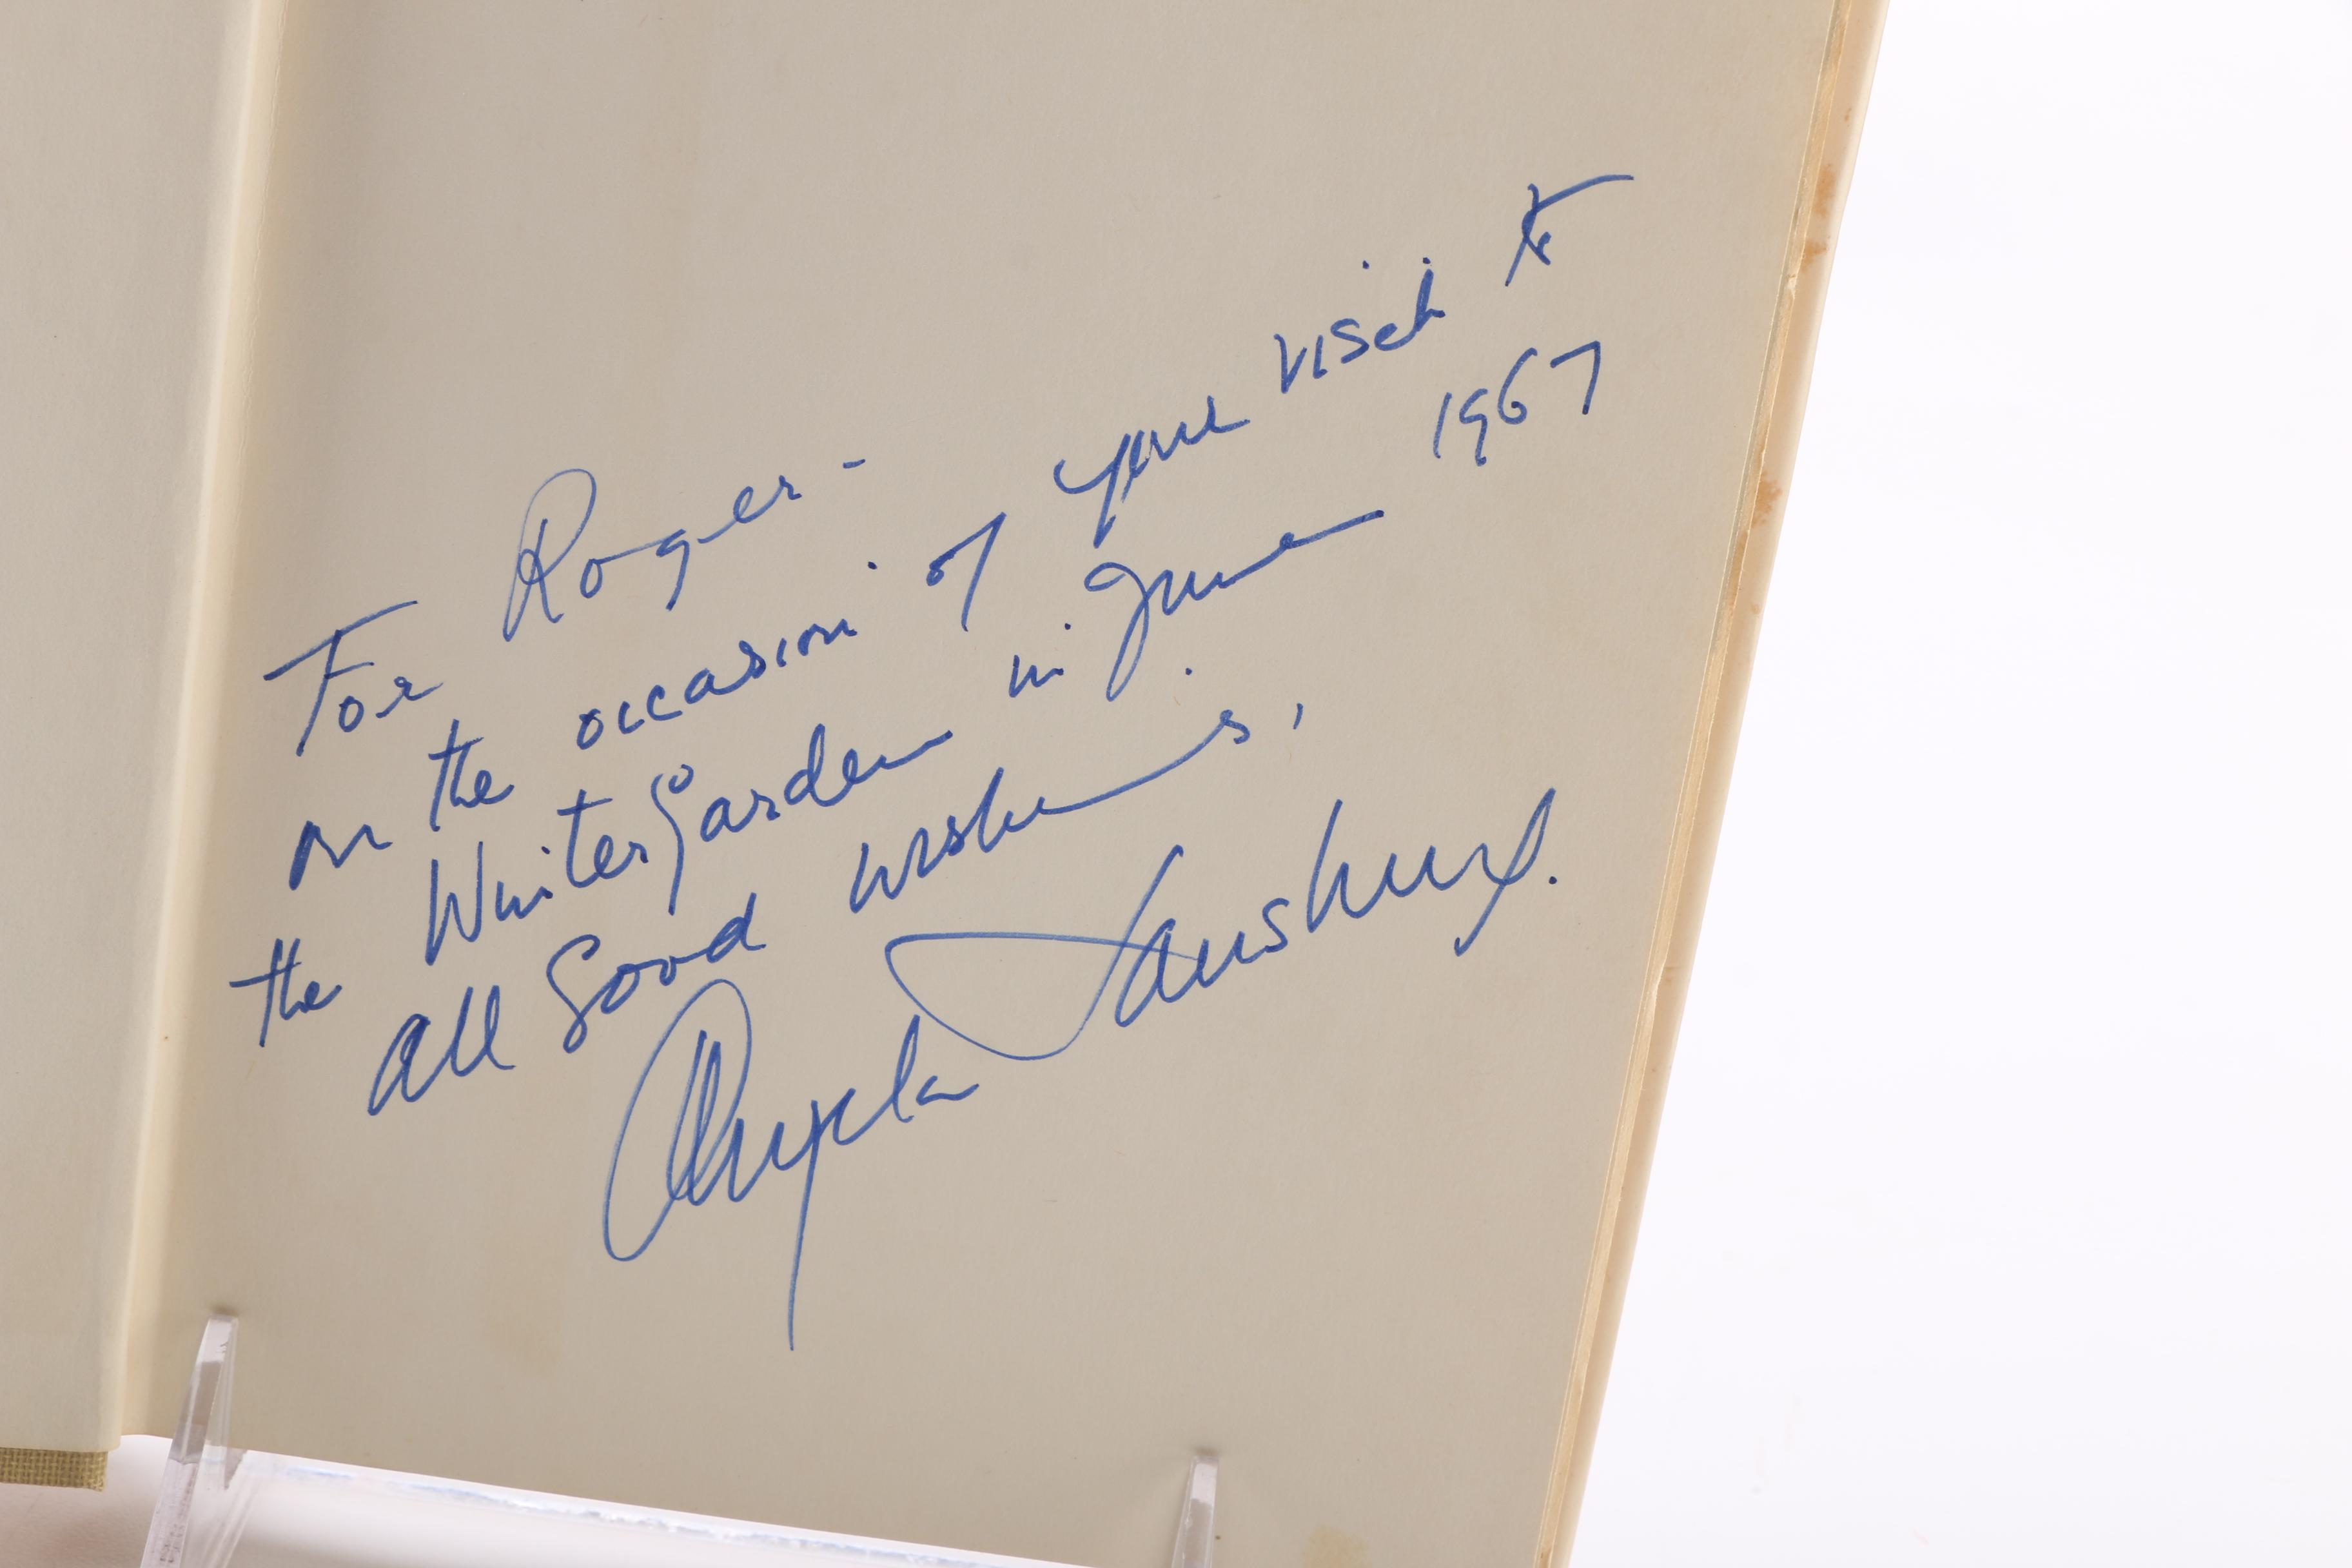 For Roger -
on the occasion of your visit to
the Winter Garden in June 1967
all good wishes,
Angela Lansbury.